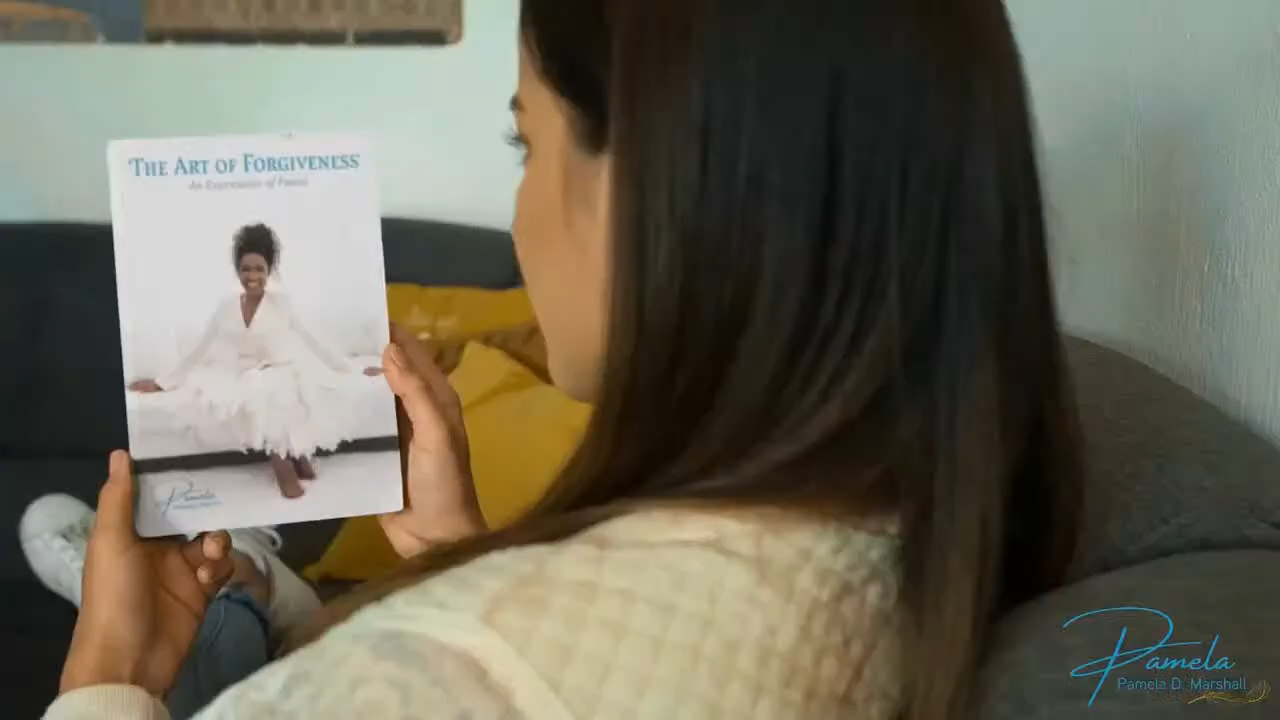 THE ART OF FORGIVENESS
An Expression of
Pamela
Pamela
Pamela D. Marshall